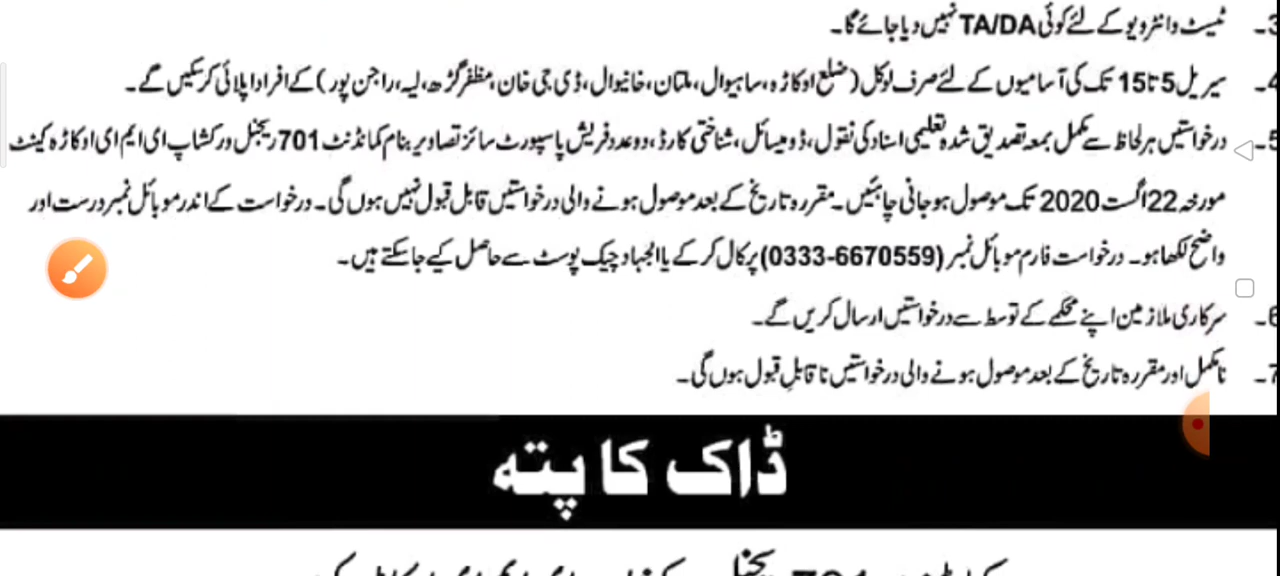 3۔ ٹیسٹ و انٹرویو کے لئے کوئی TA/DA نہیں دیا جائے گا۔
4۔ سیریل 5 تا 15 تک کی آسامیوں کے لئے صرف لوکل (ضلع اوکاڑہ، ساہیوال، ملتان، خانیوال، ڈی جی خان، مظفر گڑھ، لیہ، راجن پور) کے افراد اپلائی کر سکیں گے۔
5۔ درخواستیں ہر لحاظ سے مکمل بمعہ تصدیق شدہ تعلیمی اسناد کی نقول، ڈومیسائل، شناختی کارڈ، دو عدد فریش پاسپورٹ سائز تصاویر بنام کمانڈنٹ 701 ریجنل ورکشاپ ای ایم ای اوکاڑہ کینٹ
مورخہ 22 اگست 2020 تک موصول ہو جانی چاہئیں۔ مقررہ تاریخ کے بعد موصول ہونے والی درخواستیں قابل قبول نہیں ہوں گی۔ درخواست کے اندر موبائل نمبر درست اور
واضح لکھا ہو۔ درخواست فارم موبائل نمبر (0333-6670559) پر کال کر کے یا الجہاد چیک پوسٹ سے حاصل کیے جا سکتے ہیں۔
6۔ سرکاری ملازمین اپنے محکمے کے توسط سے درخواستیں ارسال کریں گے۔
7۔ نامکمل اور مقررہ تاریخ کے بعد موصول ہونے والی درخواستیں ناقابلِ قبول ہوں گی۔
ڈاک کا پتہ